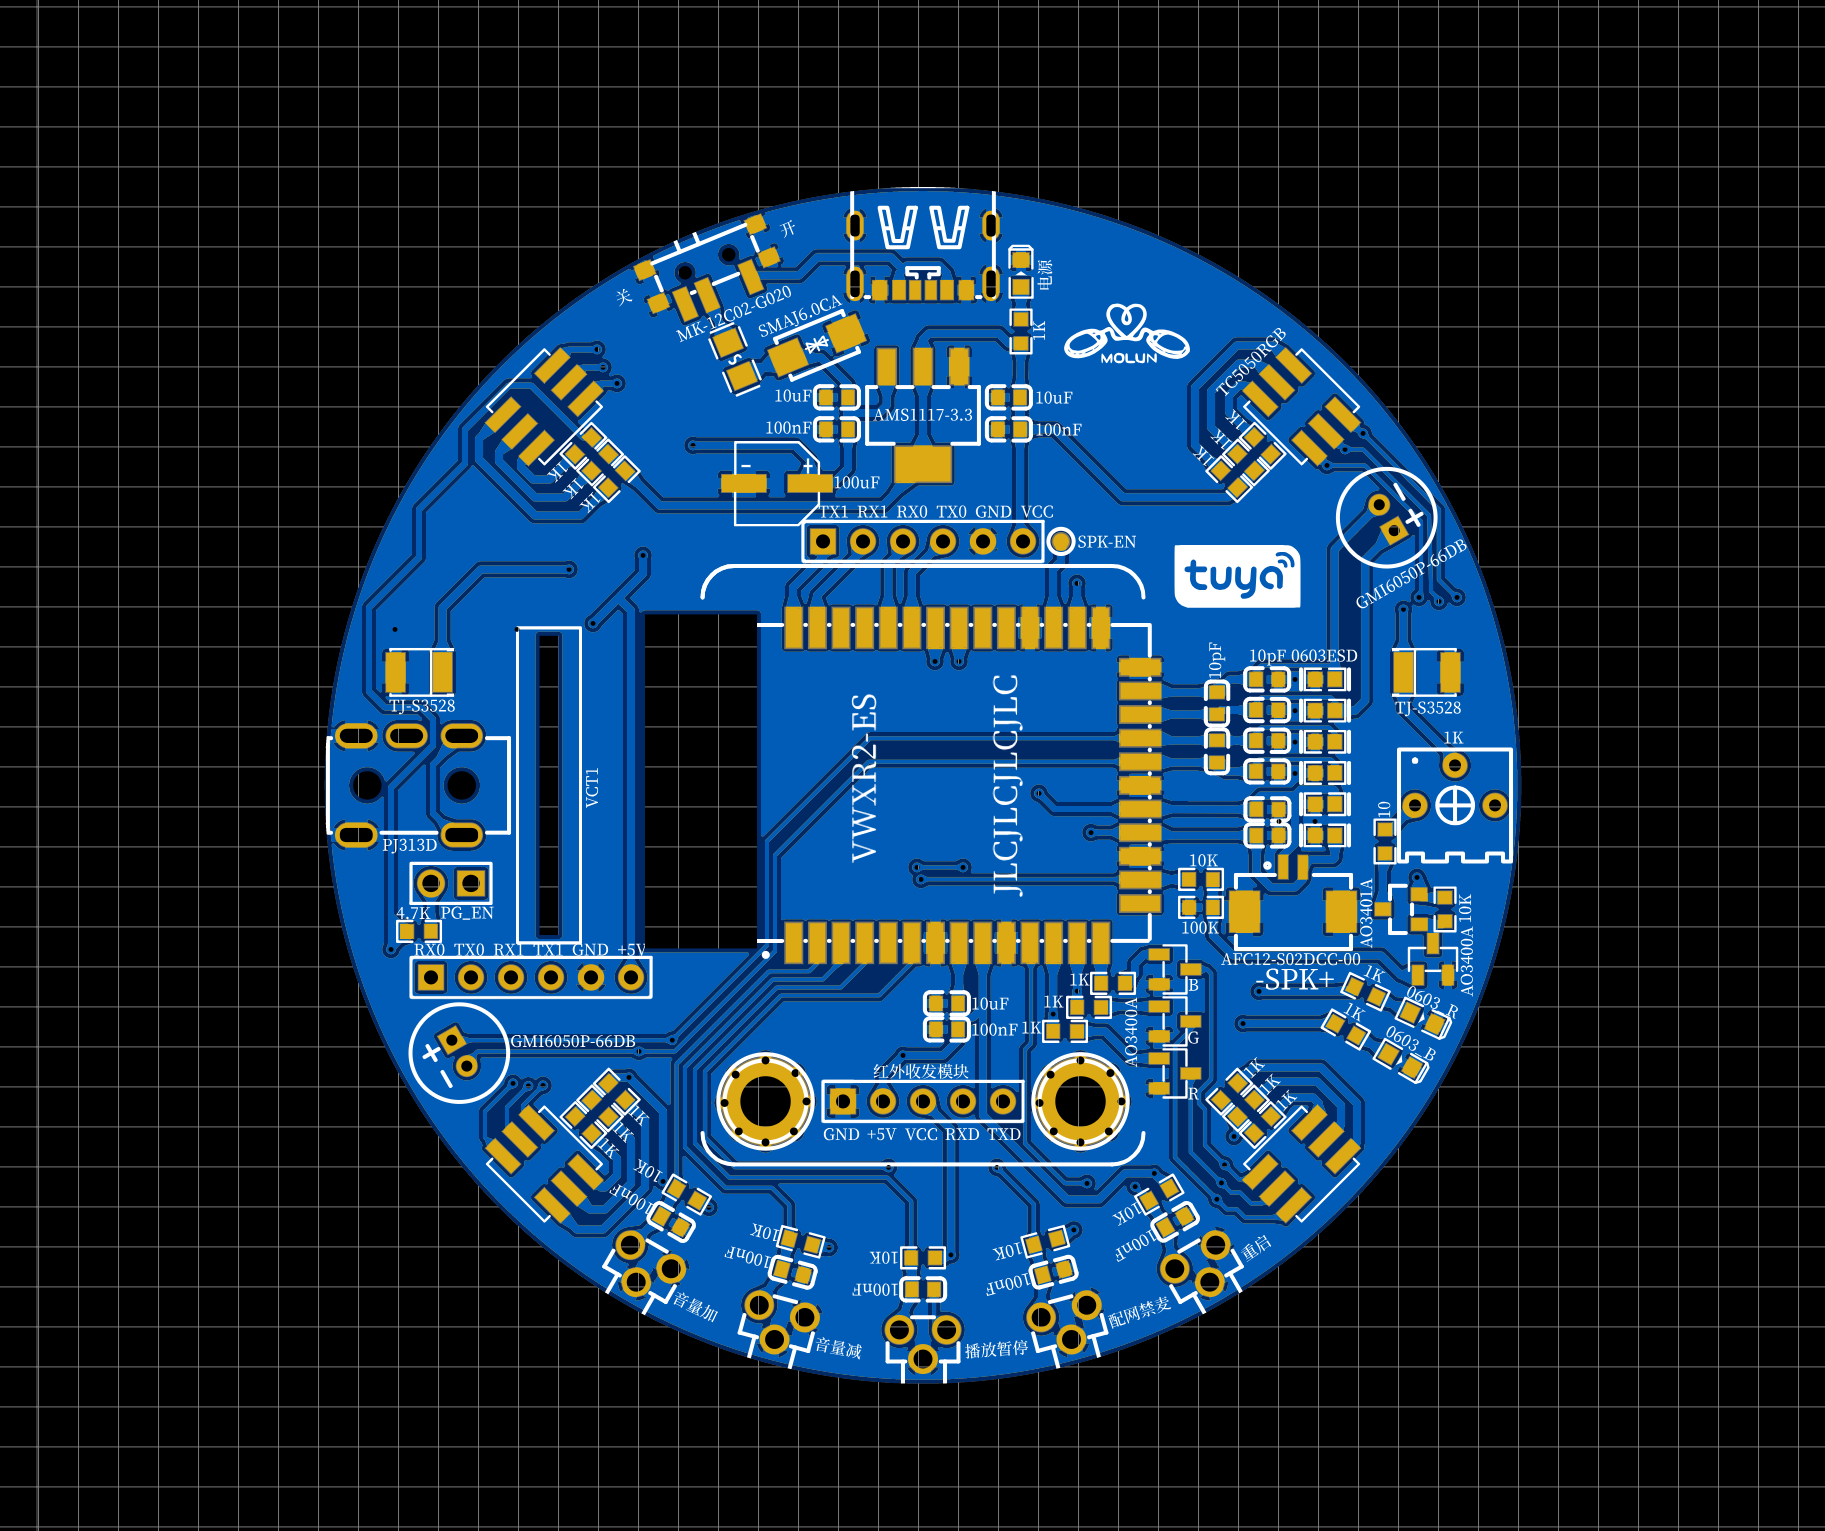 开
关
MK-12C02-G020
SMAJ6.0CA
电源
1K
MOLUN
TC5050RGB
10uF
AMS1117-3.3
10uF
100nF
100nF
1K
1K
1K
1K
1K
1K
100uF
TX1 RX1 RX0 TX0 GND VCC
SPK-EN
tuya
GMI6050P-66DB
10pF
10pF 0603ESD
TJ-S3528
TJ-S3528
VWXR2-ES
JLCJLCJLCJLCJLC
1K
VCT1
10
PJ313D
4.7K PG_EN
10K
100K
AO3401A
10K
AO3400A
RX0 TX0 RX1 TX1 GND +5V
AFC12-S02DCC-00
-SPK+
1K
B
1K
G
1K
R
AO3400A
1K
0603_R
1K
0603_B
10uF
100nF
GMI6050P-66DB
红外收发模块
GND +5V VCC RXD TXD
1K
1K
1K
1K
1K
1K
10K
100nF
10K
100nF
10K
100nF
10K
100nF
10K
100nF
音量加
音量减
播放暂停
配网禁麦
重启